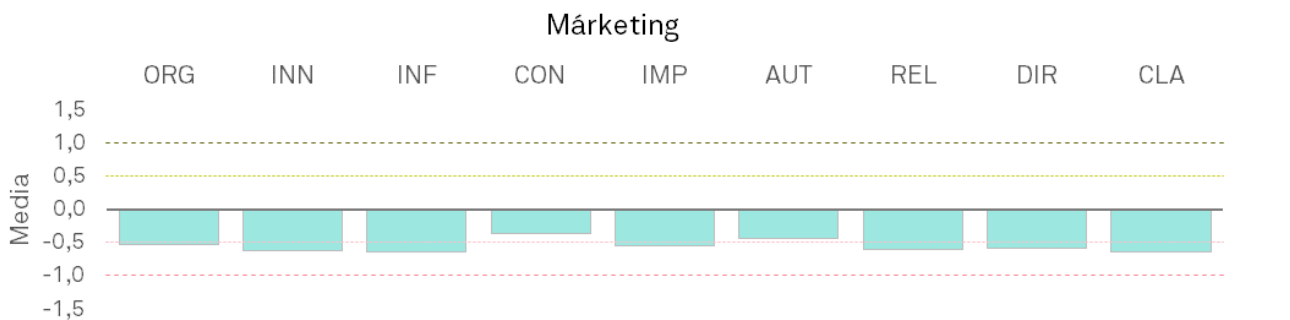 Márketing
ORG INN INF CON IMP AUT REL DIR CLA
1,5
1,0
0,5
0,0
-0,5
-1,0
-1,5
Media